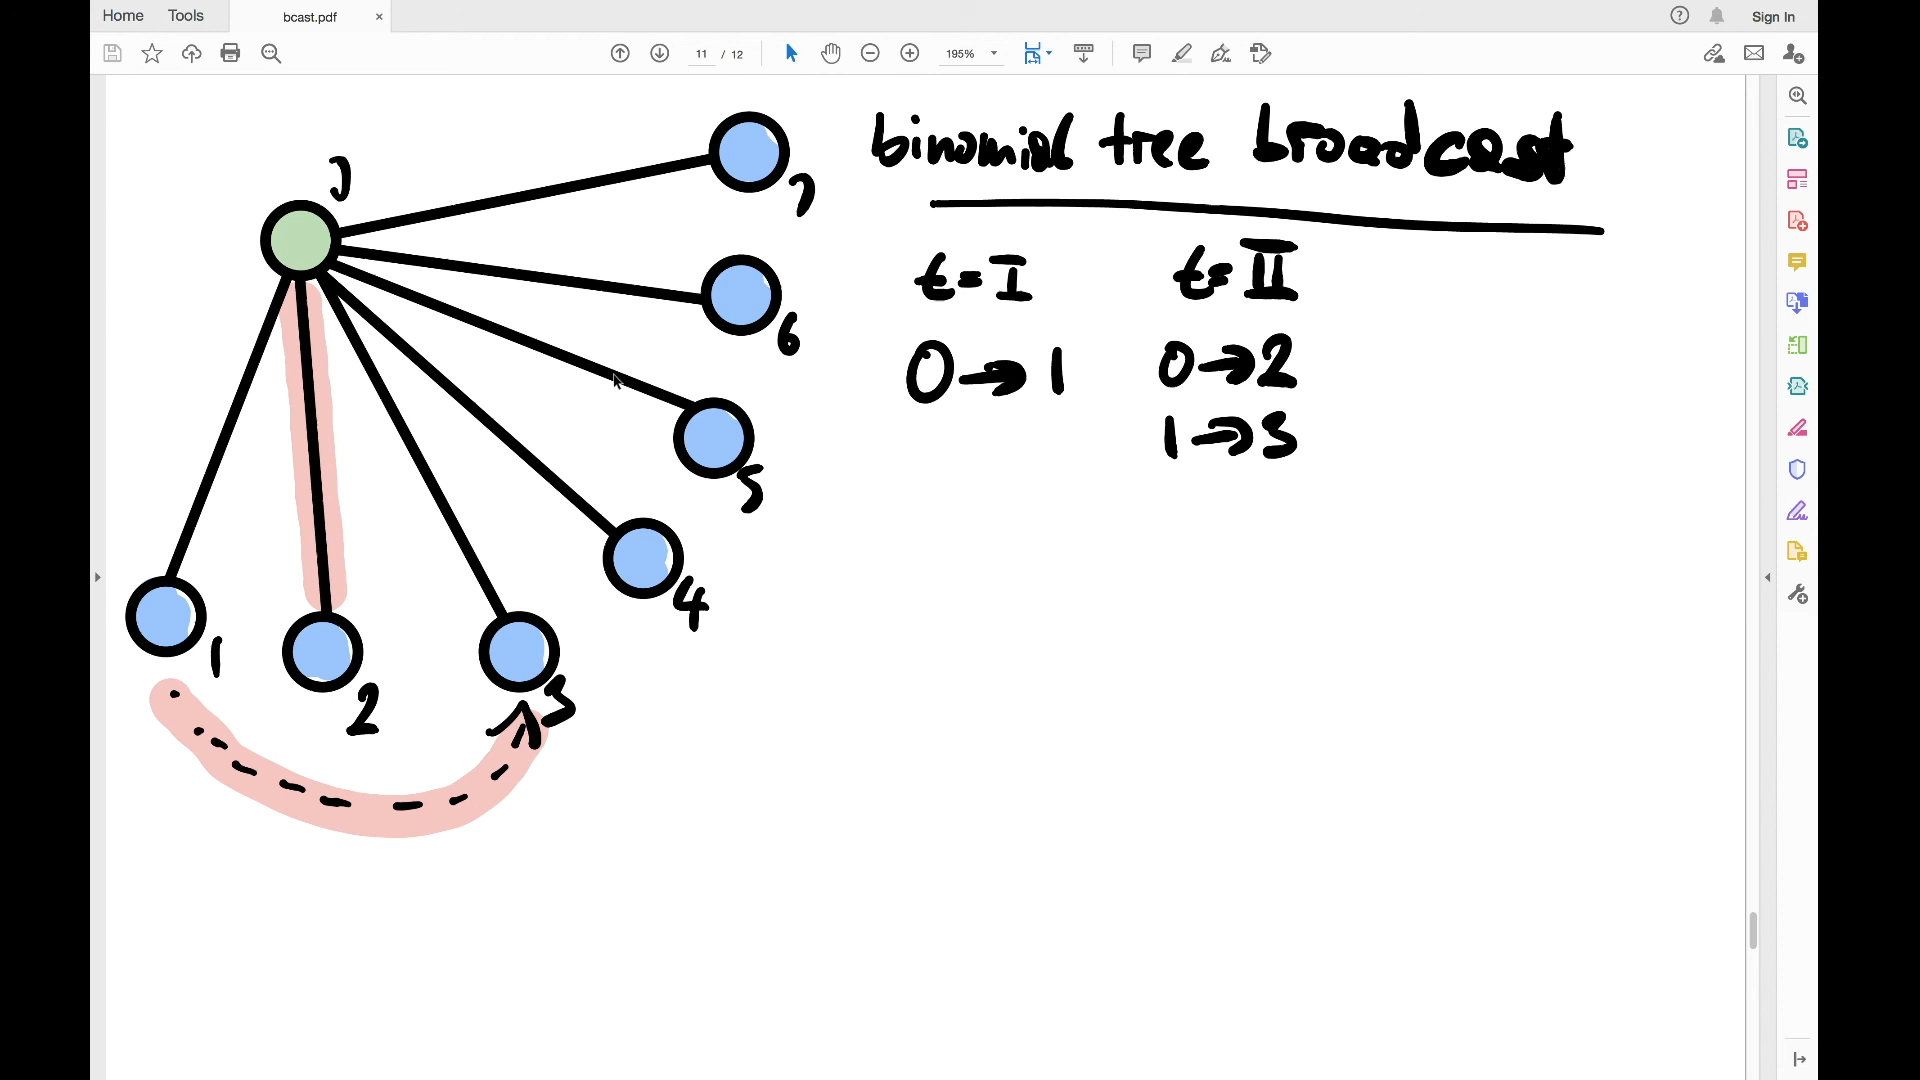 Home Tools bcast.pdf × Sign In
11 / 12 195%
binomial tree broadcast
t=I t=II
0→1 0→2
1→3
0
7
6
5
4
3
2
1